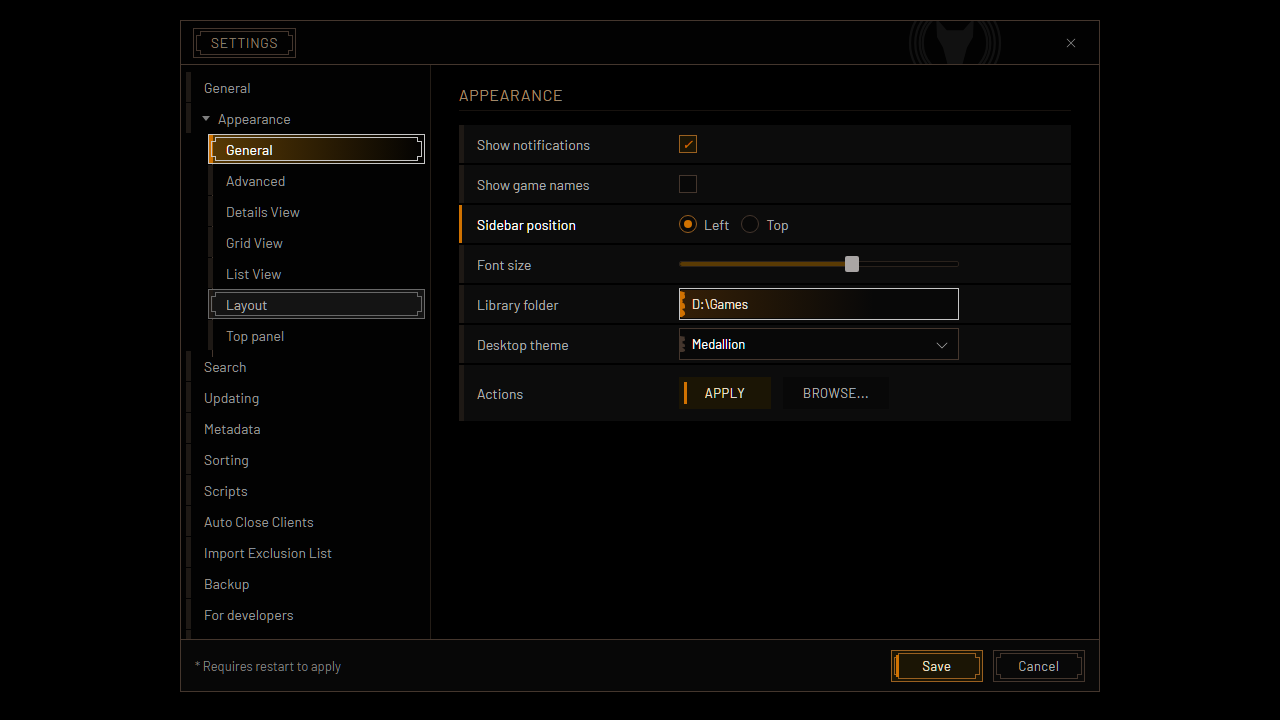 SETTINGS
General
Appearance
General
Advanced
Details View
Grid View
List View
Layout
Top panel
Search
Updating
Metadata
Sorting
Scripts
Auto Close Clients
Import Exclusion List
Backup
For developers
APPEARANCE
Show notifications
Show game names
Sidebar position Left Top
Font size
Library folder D:\Games
Desktop theme Medallion
Actions APPLY BROWSE...
* Requires restart to apply
Save Cancel